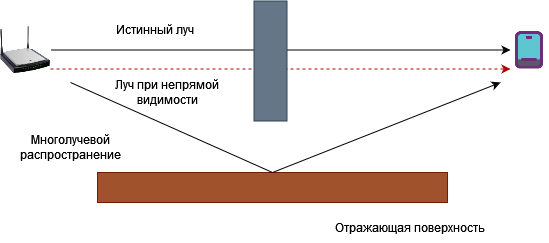 Истинный луч
Луч при непрямой
видимости
Многолучевой
распространение
Отражающая поверхность